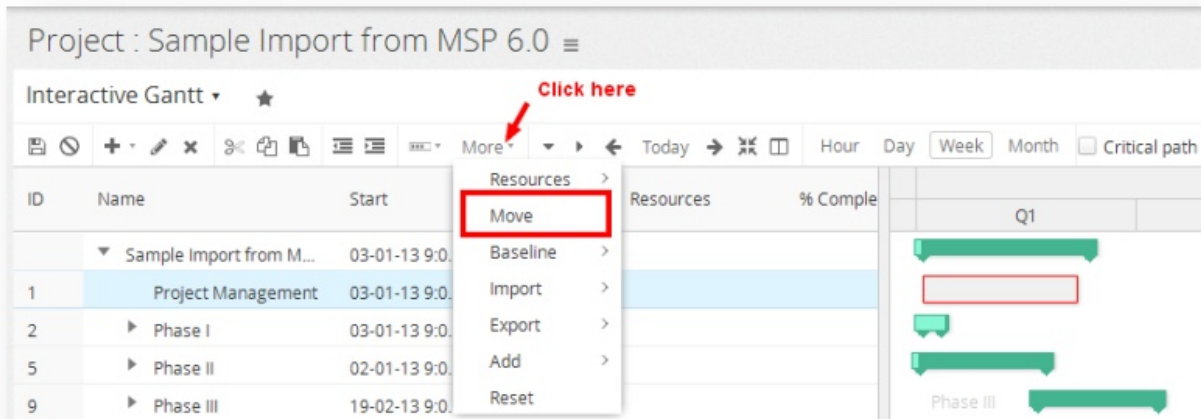 Project : Sample Import from MSP 6.0
Interactive Gantt
Click here
More Today Hour Day Week Month Critical path
Resources
Move
Baseline
Import
Export
Add
Reset
ID Name Start Resources % Comple
Q1
Sample Import from M... 03-01-13 9:0.
1 Project Management 03-01-13 9:0.
2 Phase I 03-01-13 9:0.
5 Phase II 02-01-13 9:0.
9 Phase III 19-02-13 9:0. Phase III